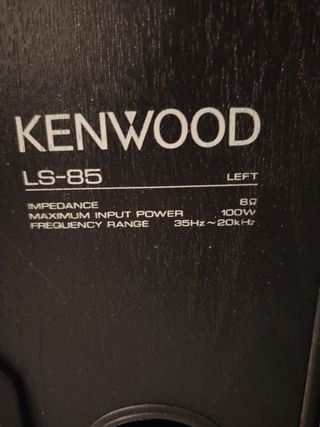 KENWOOD
LS-85 LEFT
IMPEDANCE 8Ω
MAXIMUM INPUT POWER 100W
FREQUENCY RANGE 35Hz~20kHz